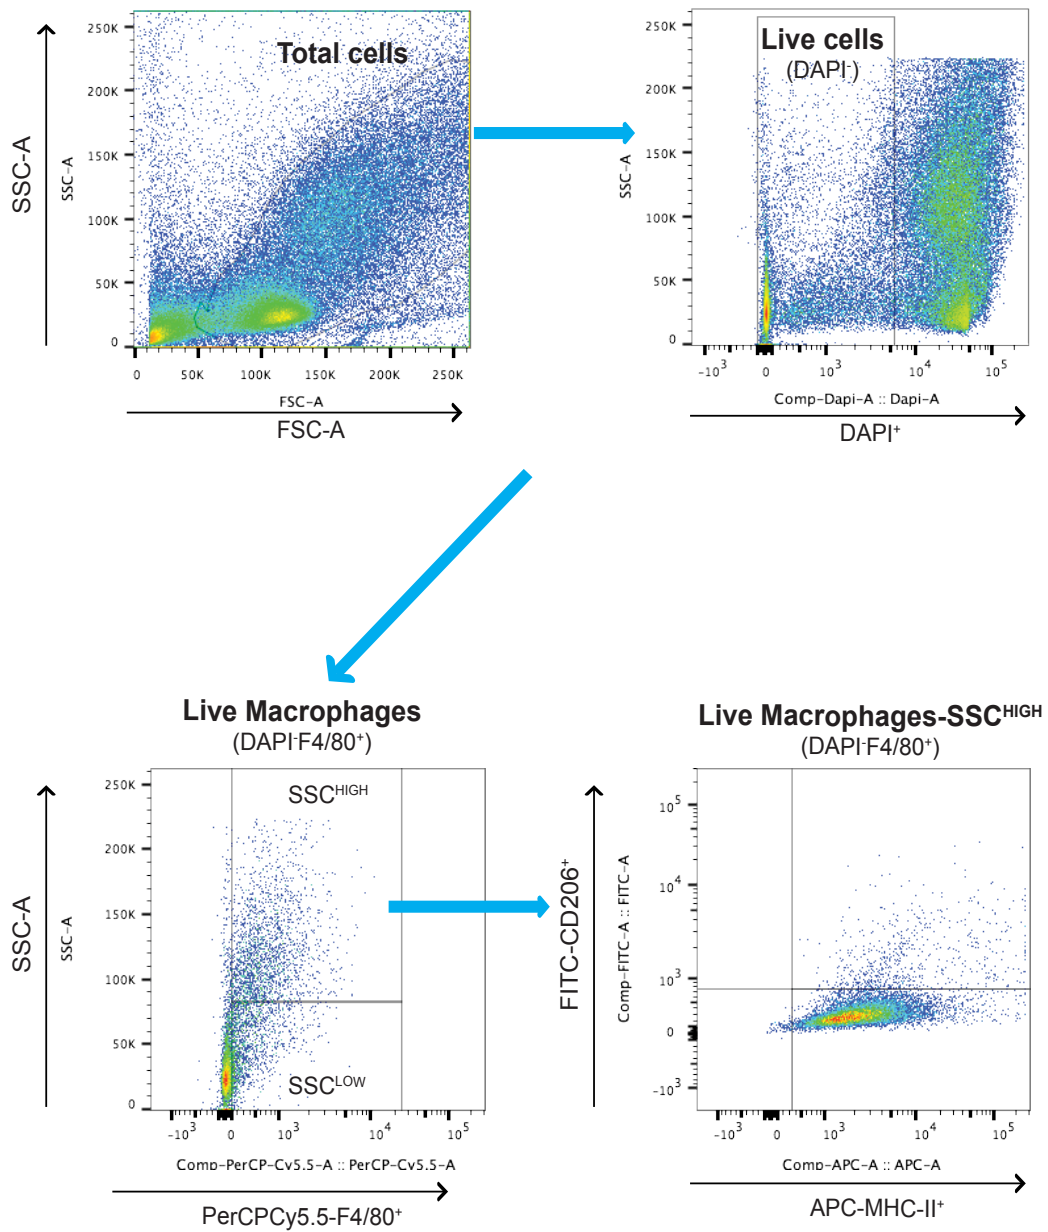 Total cells
SSC-A
SSC-A
250K
200K
150K
100K
50K
0
0 50K 100K 150K 200K 250K
FSC-A
FSC-A
Live cells
(DAPI⁻)
SSC-A
250K
200K
150K
100K
50K
0
-10³ 0 10³ 10⁴ 10⁵
Comp-Dapi-A :: Dapi-A
DAPI⁺
Live Macrophages
(DAPI⁻F4/80⁺)
SSC-A
SSC-A
250K
200K
150K
100K
50K
0
SSCHIGH
SSCLOW
-10³ 0 10³ 10⁴ 10⁵
Comp-PerCP-Cy5.5-A :: PerCP-Cy5.5-A
PerCPCy5.5-F4/80⁺
Live Macrophages-SSCHIGH
(DAPI⁻F4/80⁺)
FITC-CD206⁺
Comp-FITC-A :: FITC-A
10⁵
10⁴
10³
0
-10³
-10³ 0 10³ 10⁴ 10⁵
Comp-APC-A :: APC-A
APC-MHC-II⁺